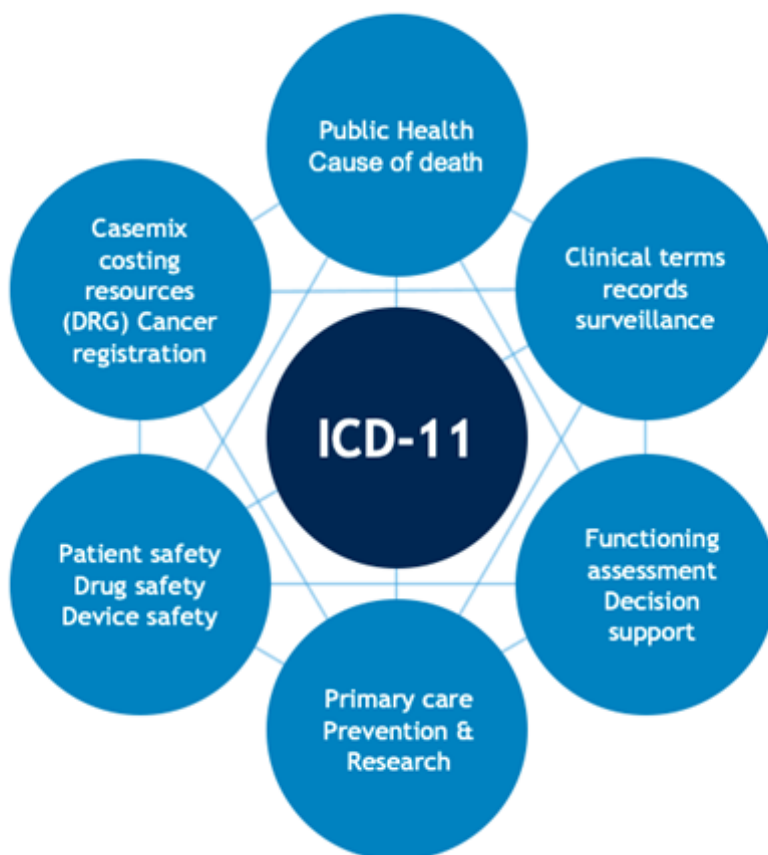 Public Health
Cause of death
Casemix
costing
resources
(DRG) Cancer
registration
Clinical terms
records
surveillance
ICD-11
Patient safety
Drug safety
Device safety
Functioning
assessment
Decision
support
Primary care
Prevention &
Research